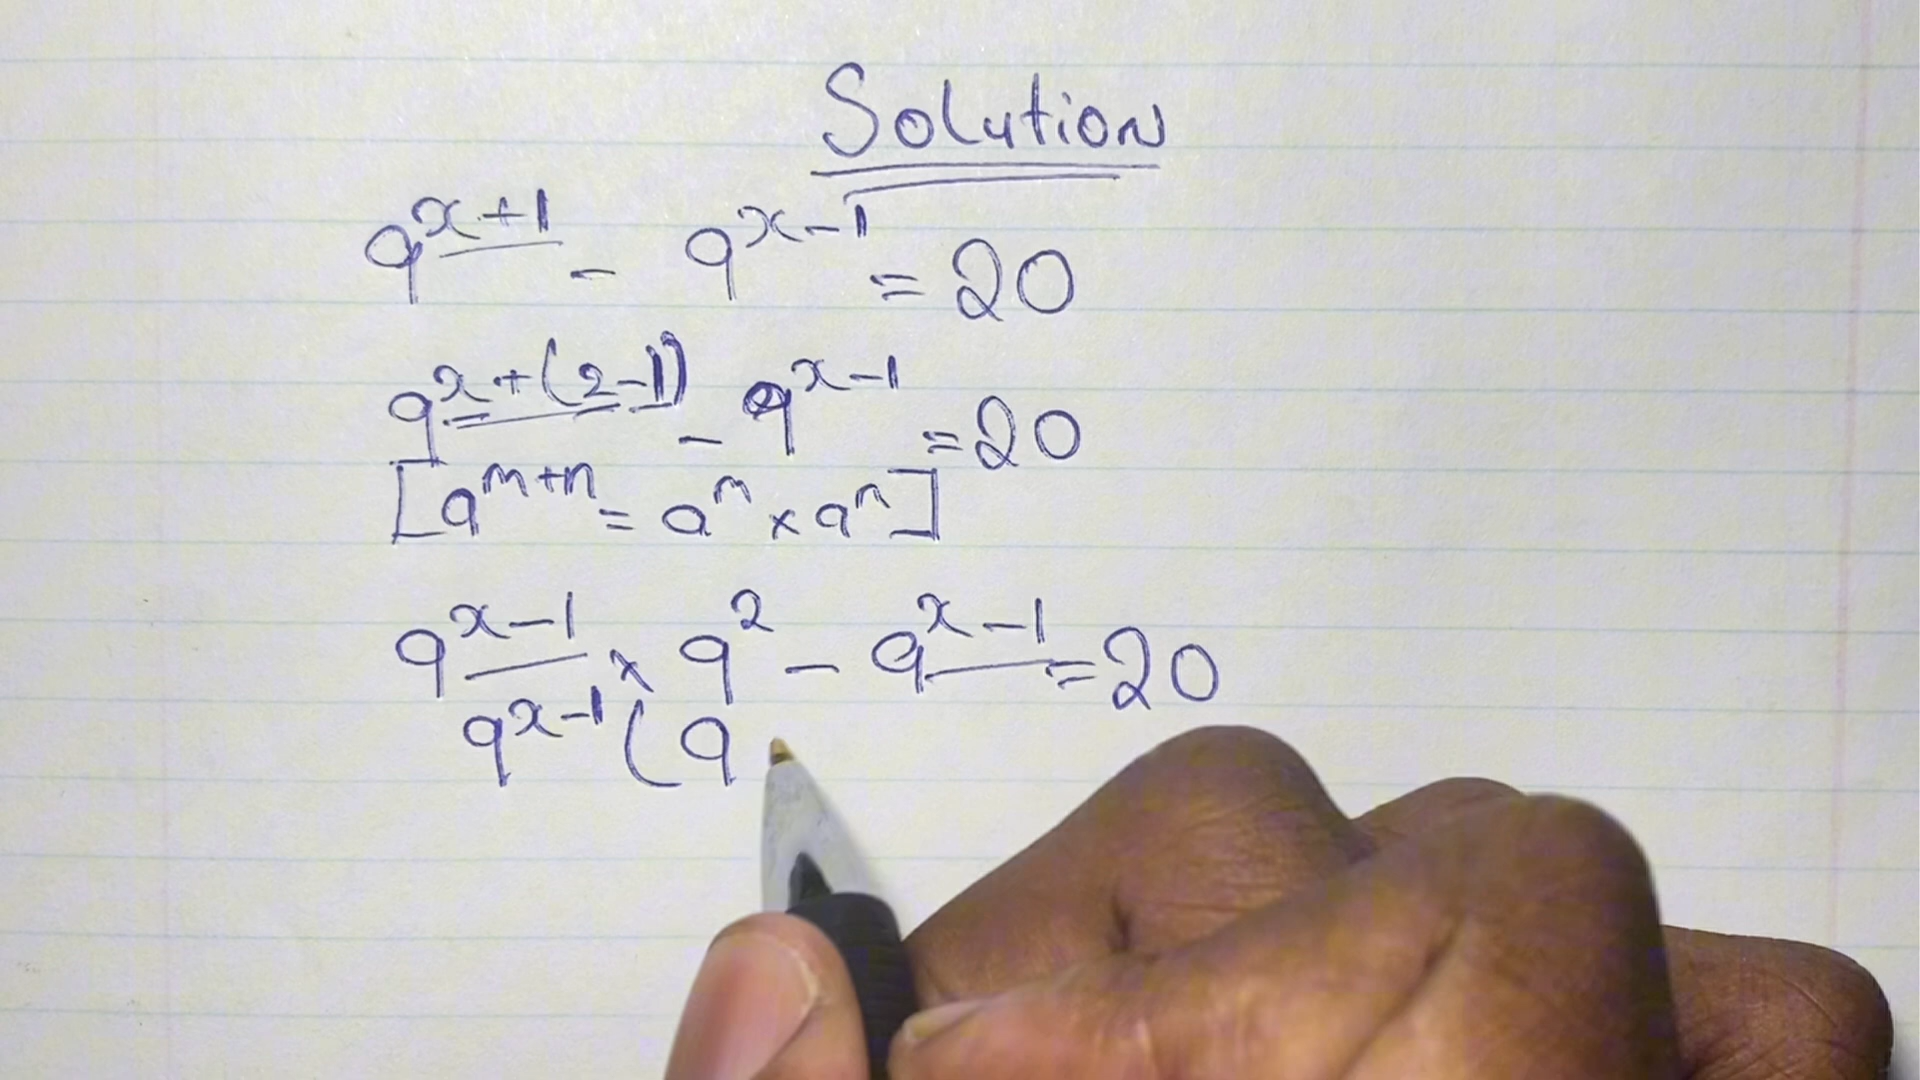 Solution
9^{x+1} - 9^{x-1} = 20
9^{x+(2-1)} - 9^{x-1} = 20
[a^{m+n} = a^m × a^n]
9^{x-1} × 9^2 - 9^{x-1} = 20
9^{x-1}(9